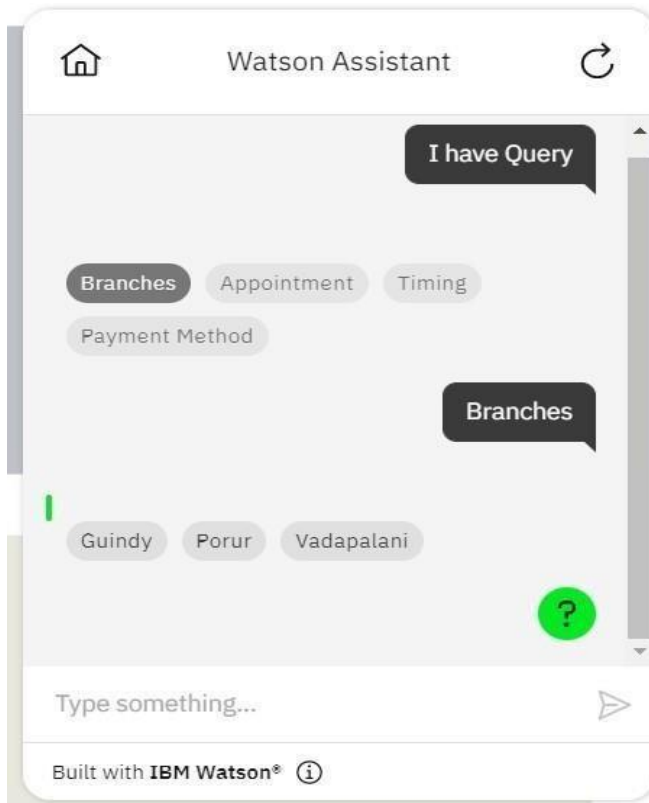 Watson Assistant
I have Query
Branches Appointment Timing
Payment Method
Branches
Guindy Porur Vadapalani
?
Type something...
Built with IBM Watson®